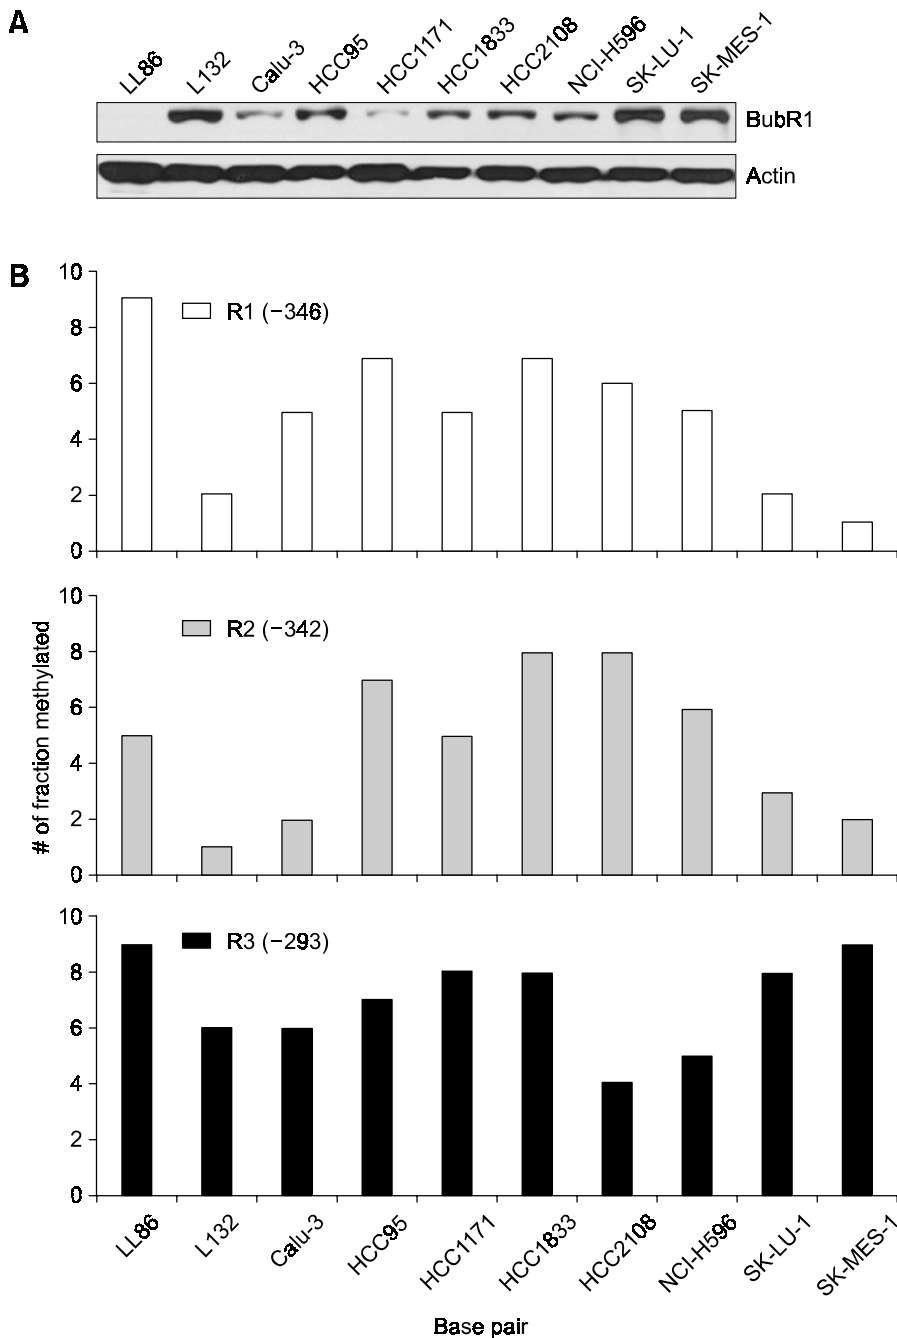 A
LL86
L132
Calu-3
HCC95
HCC1171
HCC1833
HCC2108
NCI-H596
SK-LU-1
SK-MES-1
BubR1
Actin
B
10
8
6
4
2
0
R1 (−346)
# of fraction methylated
10
8
6
4
2
0
R2 (−342)
10
8
6
4
2
0
R3 (−293)
LL86
L132
Calu-3
HCC95
HCC1171
HCC1833
HCC2108
NCI-H596
SK-LU-1
SK-MES-1
Base pair